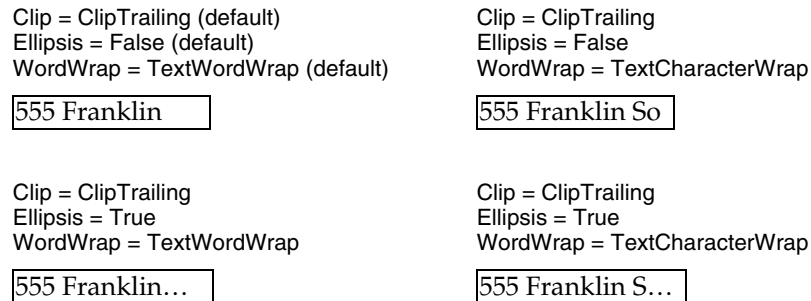 Clip = ClipTrailing (default)
Ellipsis = False (default)
WordWrap = TextWordWrap (default)
555 Franklin
Clip = ClipTrailing
Ellipsis = False
WordWrap = TextCharacterWrap
555 Franklin So
Clip = ClipTrailing
Ellipsis = True
WordWrap = TextWordWrap
555 Franklin…
Clip = ClipTrailing
Ellipsis = True
WordWrap = TextCharacterWrap
555 Franklin S…